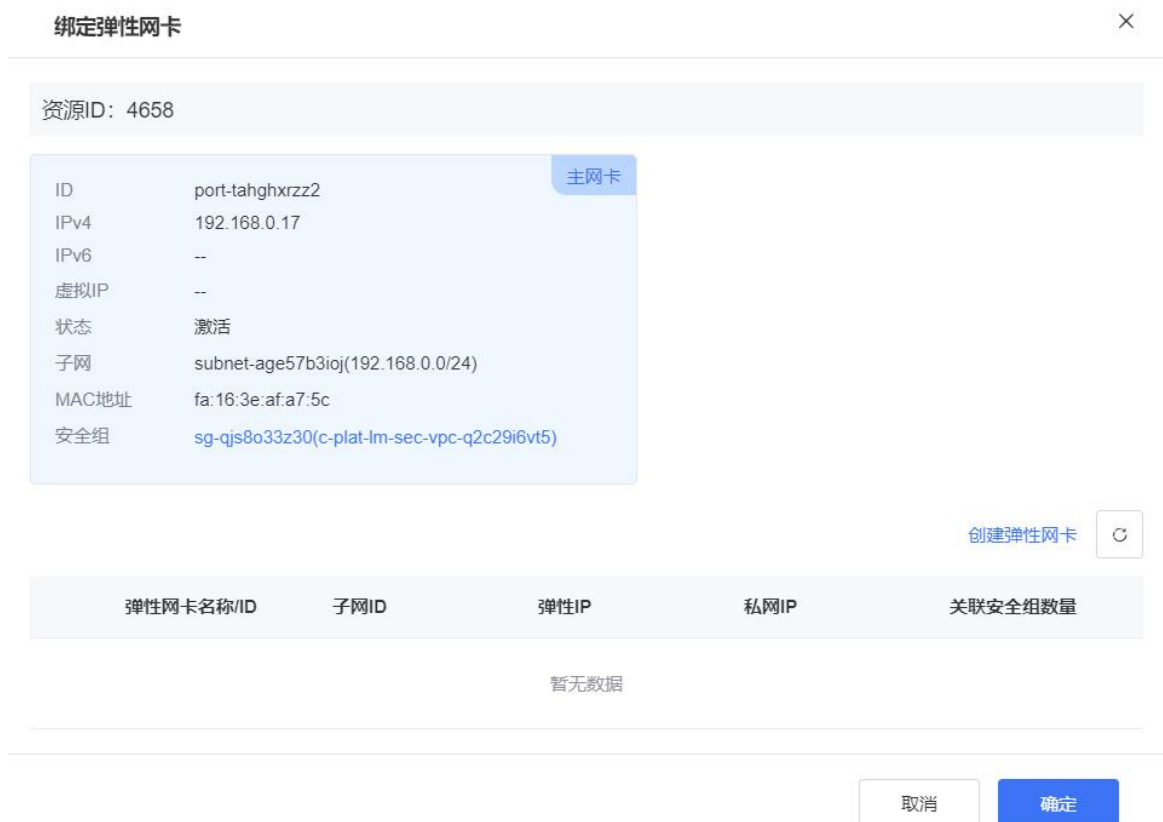 绑定弹性网卡
资源ID：4658
主网卡
ID port-tahghxrzz2
IPv4 192.168.0.17
IPv6 --
虚拟IP --
状态 激活
子网 subnet-age57b3ioj(192.168.0.0/24)
MAC地址 fa:16:3e:af:a7:5c
安全组 sg-qjs8o33z30(c-plat-lm-sec-vpc-q2c29i6vt5)
创建弹性网卡
弹性网卡名称/ID 子网ID 弹性IP 私网IP 关联安全组数量
暂无数据
取消 确定